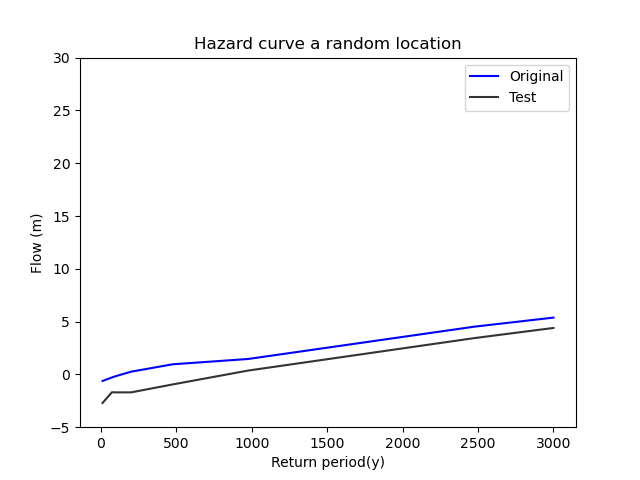 Hazard curve a random location
30
25
20
15
10
5
0
−5
Flow (m)
Original
Test
0 500 1000 1500 2000 2500 3000
Return period(y)